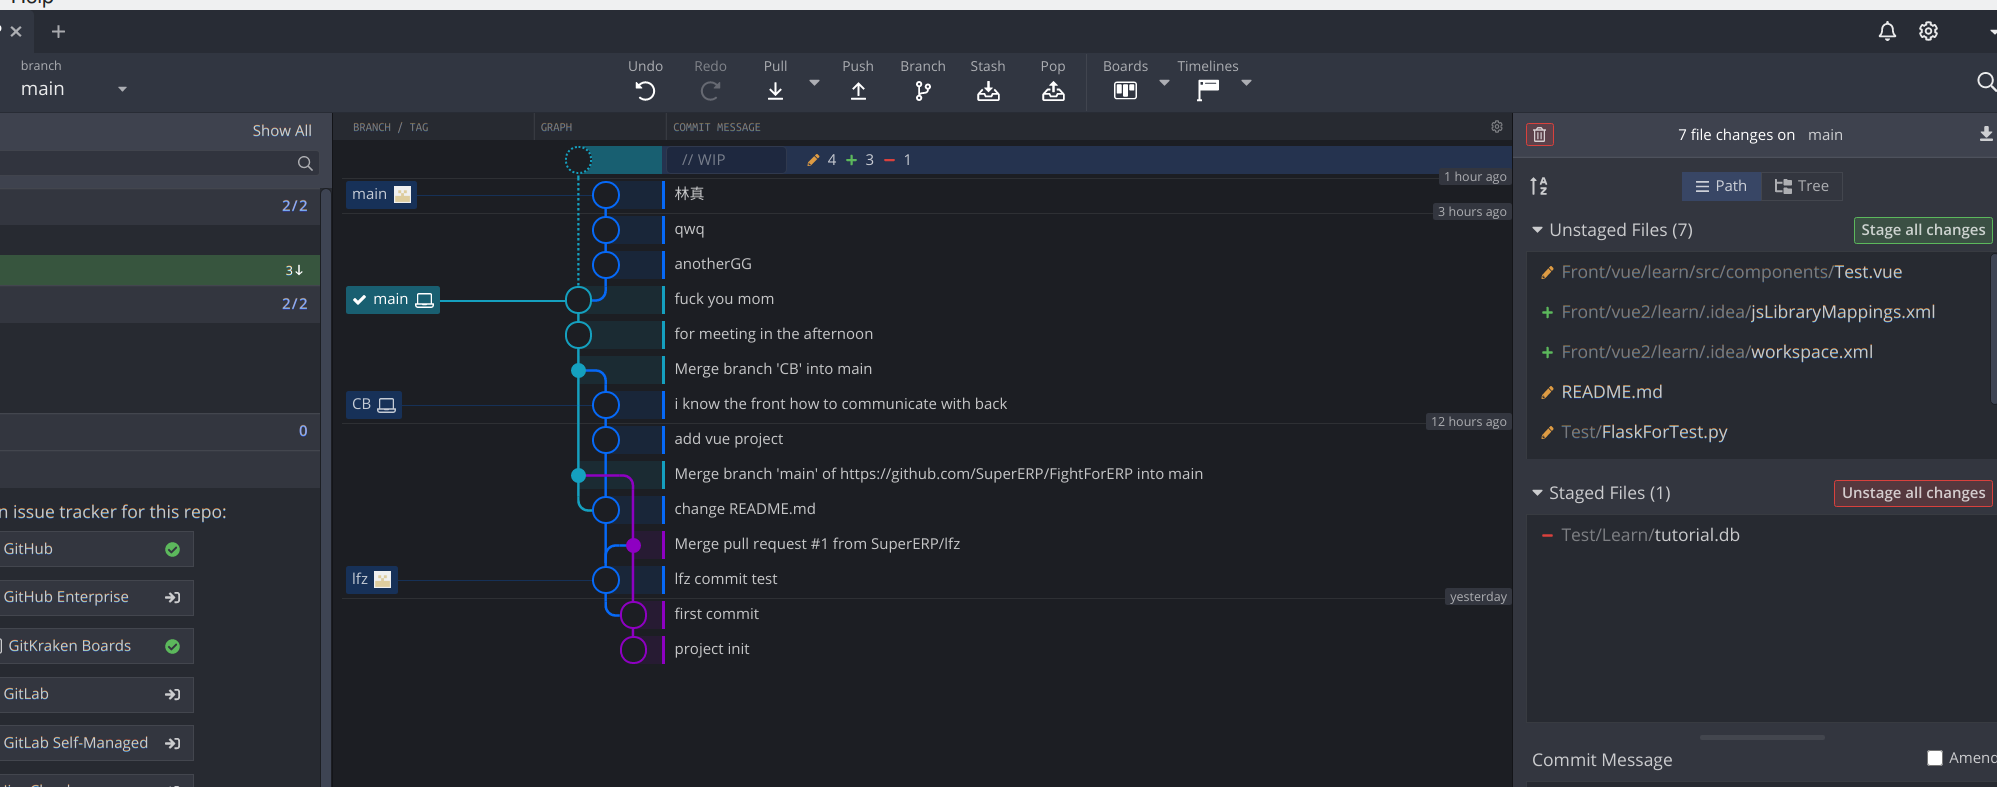 Help
branch
main
Undo
Redo
Pull
Push
Branch
Stash
Pop
Boards
Timelines
Show All
2/2
3↓
2/2
0
n issue tracker for this repo:
GitHub
GitHub Enterprise
GitKraken Boards
GitLab
GitLab Self-Managed
BRANCH / TAG
GRAPH
COMMIT MESSAGE
// WIP
4 + 3 − 1
1 hour ago
main
林真
3 hours ago
qwq
anotherGG
main
fuck you mom
for meeting in the afternoon
Merge branch 'CB' into main
CB
i know the front how to communicate with back
12 hours ago
add vue project
Merge branch 'main' of https://github.com/SuperERP/FightForERP into main
change README.md
Merge pull request #1 from SuperERP/lfz
lfz
lfz commit test
yesterday
first commit
project init
7 file changes on main
Path
Tree
Unstaged Files (7)
Stage all changes
Front/vue/learn/src/components/Test.vue
+ Front/vue2/learn/.idea/jsLibraryMappings.xml
+ Front/vue2/learn/.idea/workspace.xml
README.md
Test/FlaskForTest.py
Staged Files (1)
Unstage all changes
− Test/Learn/tutorial.db
Commit Message
Amend